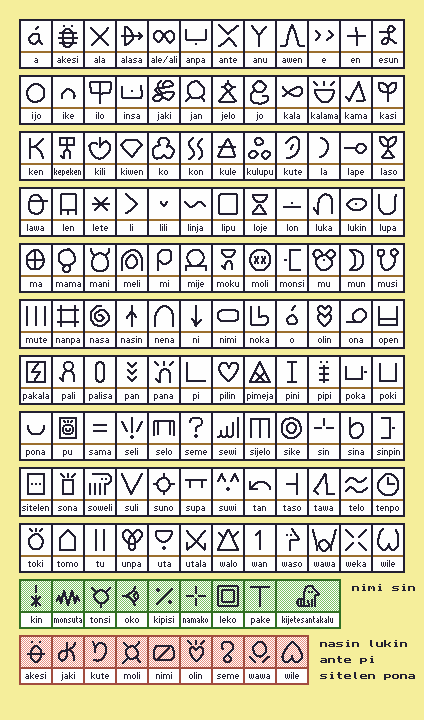 a akesi ala alasa ale/ali anpa ante anu awen e en esun
ijo ike ilo insa jaki jan jelo jo kala kalama kama kasi
ken kepeken kili kiwen ko kon kule kulupu kute la lape laso
lawa len lete li lili linja lipu loje lon luka lukin lupa
ma mama mani meli mi mije moku moli monsi mu mun musi
mute nanpa nasa nasin nena ni nimi noka o olin ona open
pakala pali palisa pan pana pi pilin pimeja pini pipi poka poki
pona pu sama seli selo seme sewi sijelo sike sin sina sinpin
sitelen sona soweli suli suno supa suwi tan taso tawa telo tenpo
toki tomo tu unpa uta utala walo wan waso wawa weka wile
nimi sin
kin monsuta tonsi oko kipisi namako leko pake kijetesantakalu
nasin lukin
ante pi
sitelen pona
akesi jaki kute moli nimi olin seme wawa wile